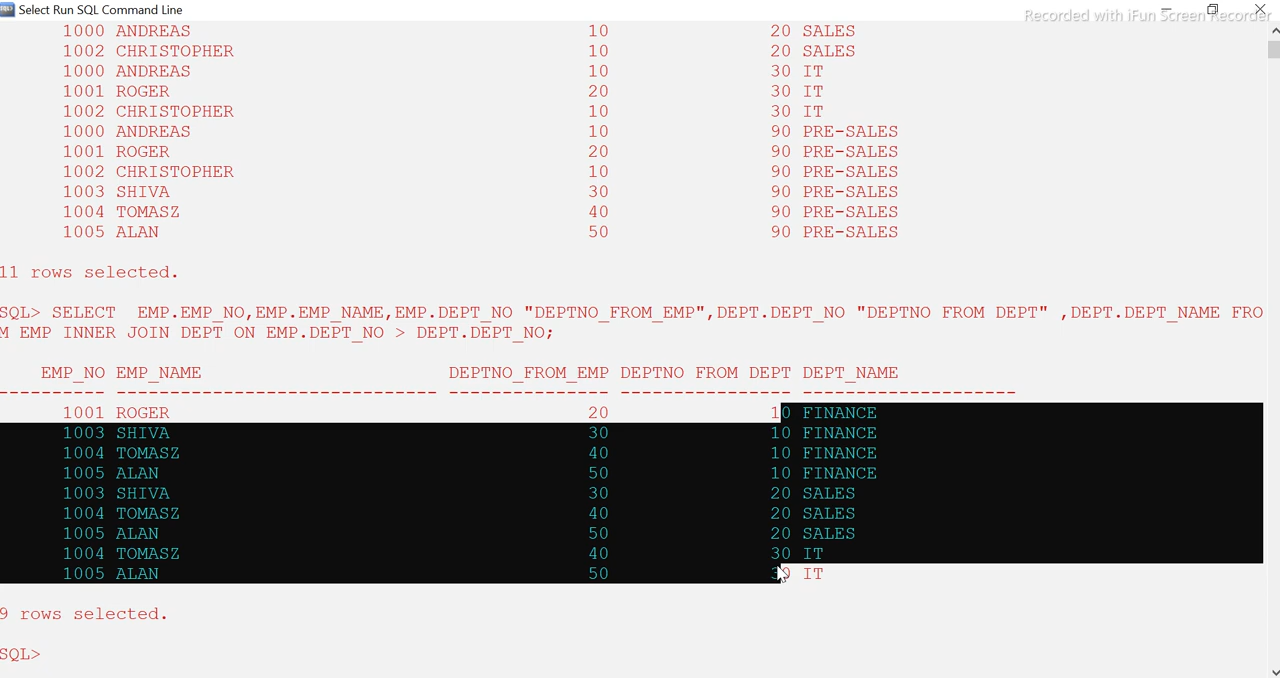 Select Run SQL Command Line
Recorded with iFun Screen Recorder
1000 ANDREAS 10 20 SALES
1002 CHRISTOPHER 10 20 SALES
1000 ANDREAS 10 30 IT
1001 ROGER 20 30 IT
1002 CHRISTOPHER 10 30 IT
1000 ANDREAS 10 90 PRE-SALES
1001 ROGER 20 90 PRE-SALES
1002 CHRISTOPHER 10 90 PRE-SALES
1003 SHIVA 30 90 PRE-SALES
1004 TOMASZ 40 90 PRE-SALES
1005 ALAN 50 90 PRE-SALES
11 rows selected.
SQL> SELECT  EMP.EMP_NO,EMP.EMP_NAME,EMP.DEPT_NO "DEPTNO_FROM_EMP",DEPT.DEPT_NO "DEPTNO FROM DEPT" ,DEPT.DEPT_NAME FRO
M EMP INNER JOIN DEPT ON EMP.DEPT_NO > DEPT.DEPT_NO;
EMP_NO EMP_NAME DEPTNO_FROM_EMP DEPTNO FROM DEPT DEPT_NAME
---------- ------------------------------ --------------- ---------------- --------------------
1001 ROGER 20 10 FINANCE
1003 SHIVA 30 10 FINANCE
1004 TOMASZ 40 10 FINANCE
1005 ALAN 50 10 FINANCE
1003 SHIVA 30 20 SALES
1004 TOMASZ 40 20 SALES
1005 ALAN 50 20 SALES
1004 TOMASZ 40 30 IT
1005 ALAN 50 30 IT
9 rows selected.
SQL>